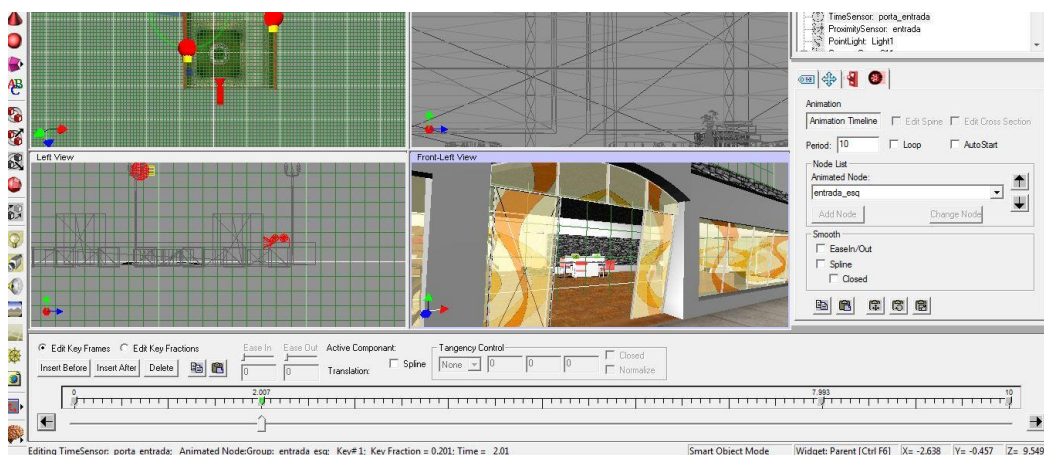 TimeSensor: porta_entrada
ProximitySensor: entrada
PointLight: Light1
AB
C
Animation
Animation Timeline
Edit Spine
Edit Cross Section
Period: 10
Loop
AutoStart
Node List
Animated Node:
entrada_esq
Add Node
Change Node
Smooth
EaseIn/Out
Spline
Closed
Left View
Front-Left View
Edit Key Frames
Edit Key Fractions
Ease In
Ease Out
Active Componant:
Tangency Control
Insert Before
Insert After
Delete
0
0
Translation:
Spline
None
0
0
0
Closed
Normalize
0
2.007
7.993
10
Editing TimeSensor: porta_entrada; Animated Node:Group: entrada_esq; Key# 1; Key Fraction = 0.201; Time = 2.01
Smart Object Mode
Widget: Parent [Ctrl F6]
X= -2.638
Y= -0.457
Z= 9.549